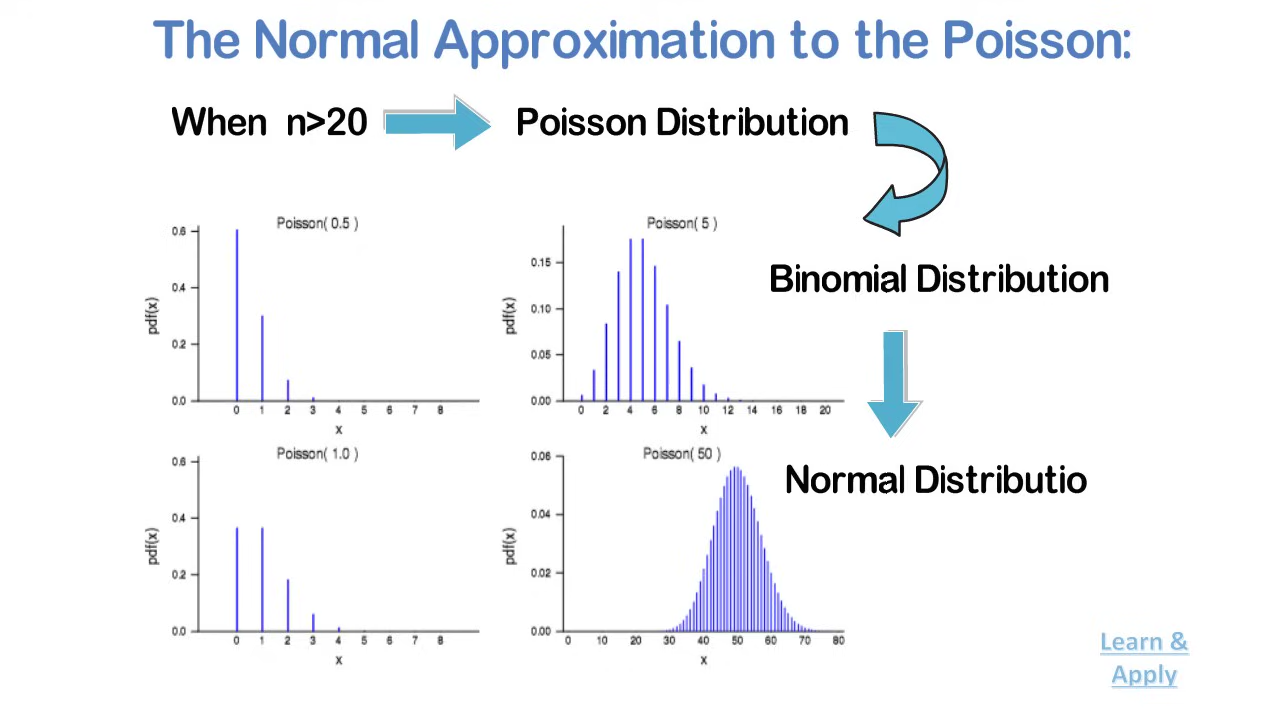 The Normal Approximation to the Poisson:
When n>20
Poisson Distribution
Poisson( 0.5 )
pdf(x)
0.6
0.4
0.2
0.0
0 1 2 3 4 5 6 7 8
x
Poisson( 5 )
pdf(x)
0.15
0.10
0.05
0.00
0 2 4 6 8 10 12 14 16 18 20
x
Binomial Distribution
Poisson( 1.0 )
pdf(x)
0.6
0.4
0.2
0.0
0 1 2 3 4 5 6 7 8
x
Poisson( 50 )
pdf(x)
0.06
0.04
0.02
0.00
0 10 20 30 40 50 60 70 80
x
Normal Distributio
Learn &
Apply